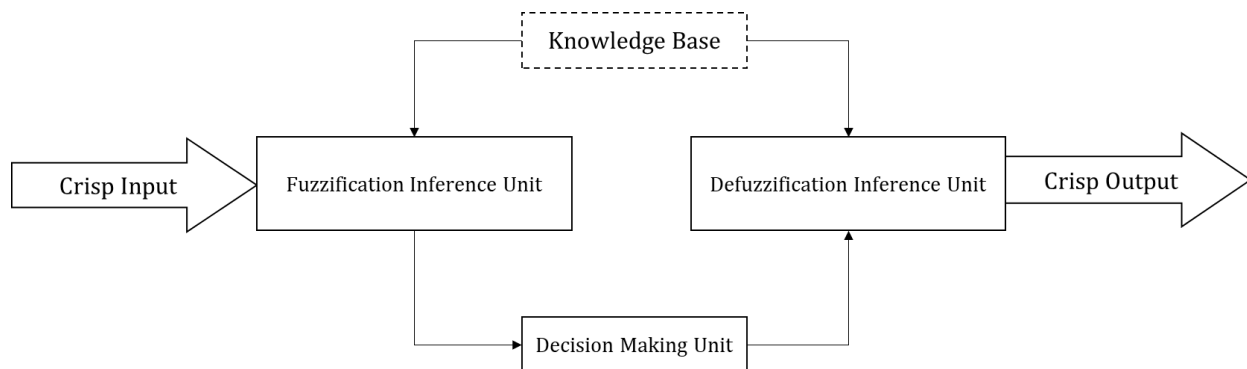 Knowledge Base
Crisp Input
Fuzzification Inference Unit
Defuzzification Inference Unit
Crisp Output
Decision Making Unit